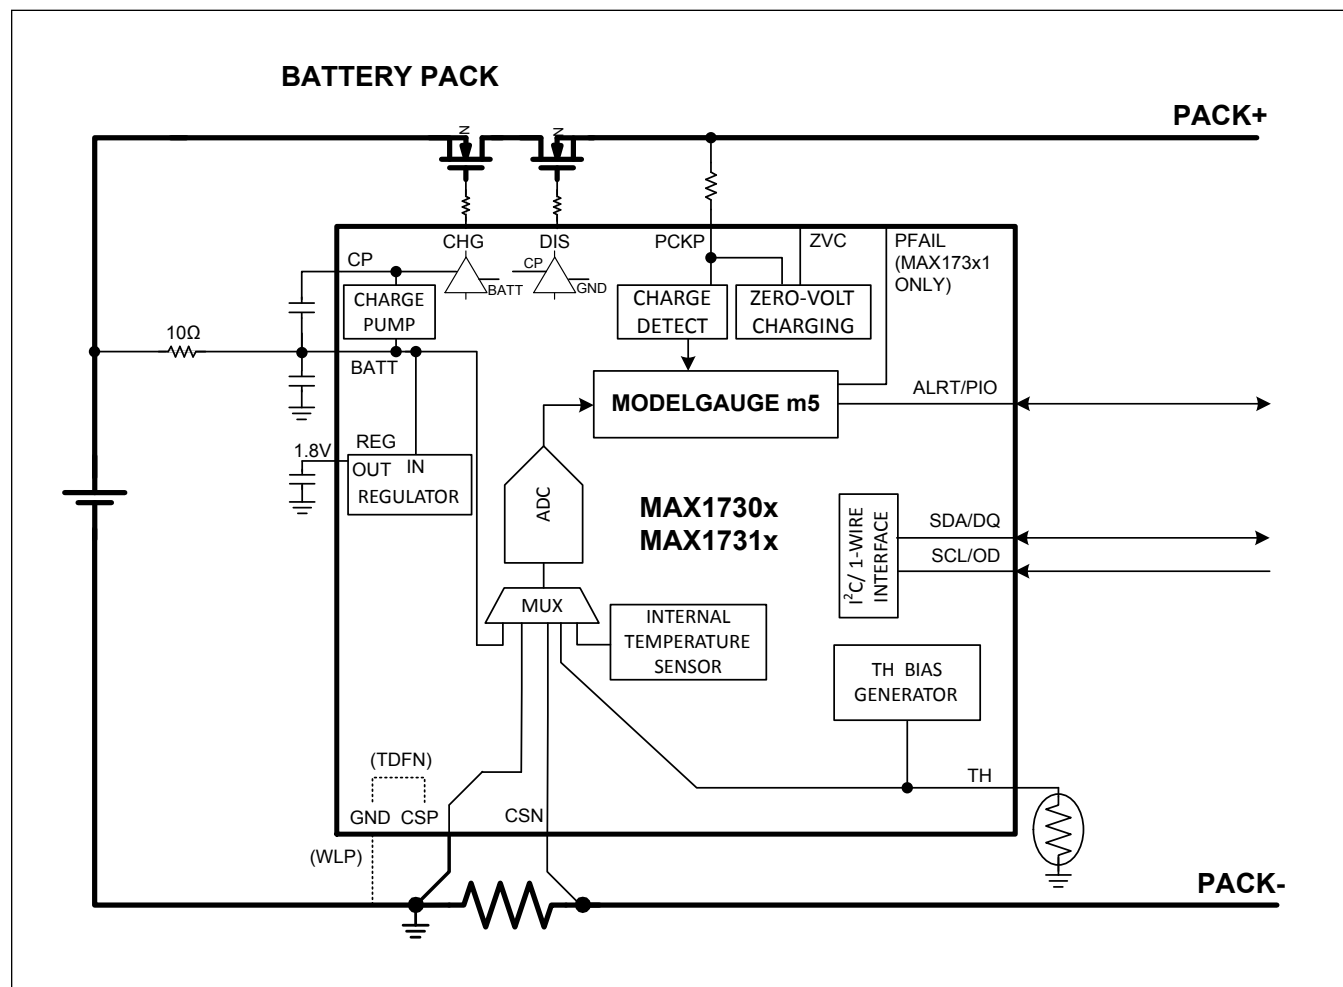 BATTERY PACK
PACK+
N
N
CHG
DIS
PCKP
ZVC
PFAIL
(MAX173x1
ONLY)
CP
CP
BATT
GND
CHARGE
PUMP
CHARGE
DETECT
ZERO-VOLT
CHARGING
10Ω
BATT
MODELGAUGE m5
ALRT/PIO
1.8V
REG
OUT
IN
REGULATOR
ADC
MAX1730x
MAX1731x
I²C/ 1-WIRE
INTERFACE
SDA/DQ
SCL/OD
MUX
INTERNAL
TEMPERATURE
SENSOR
TH BIAS
GENERATOR
(TDFN)
TH
GND
CSP
CSN
(WLP)
PACK-